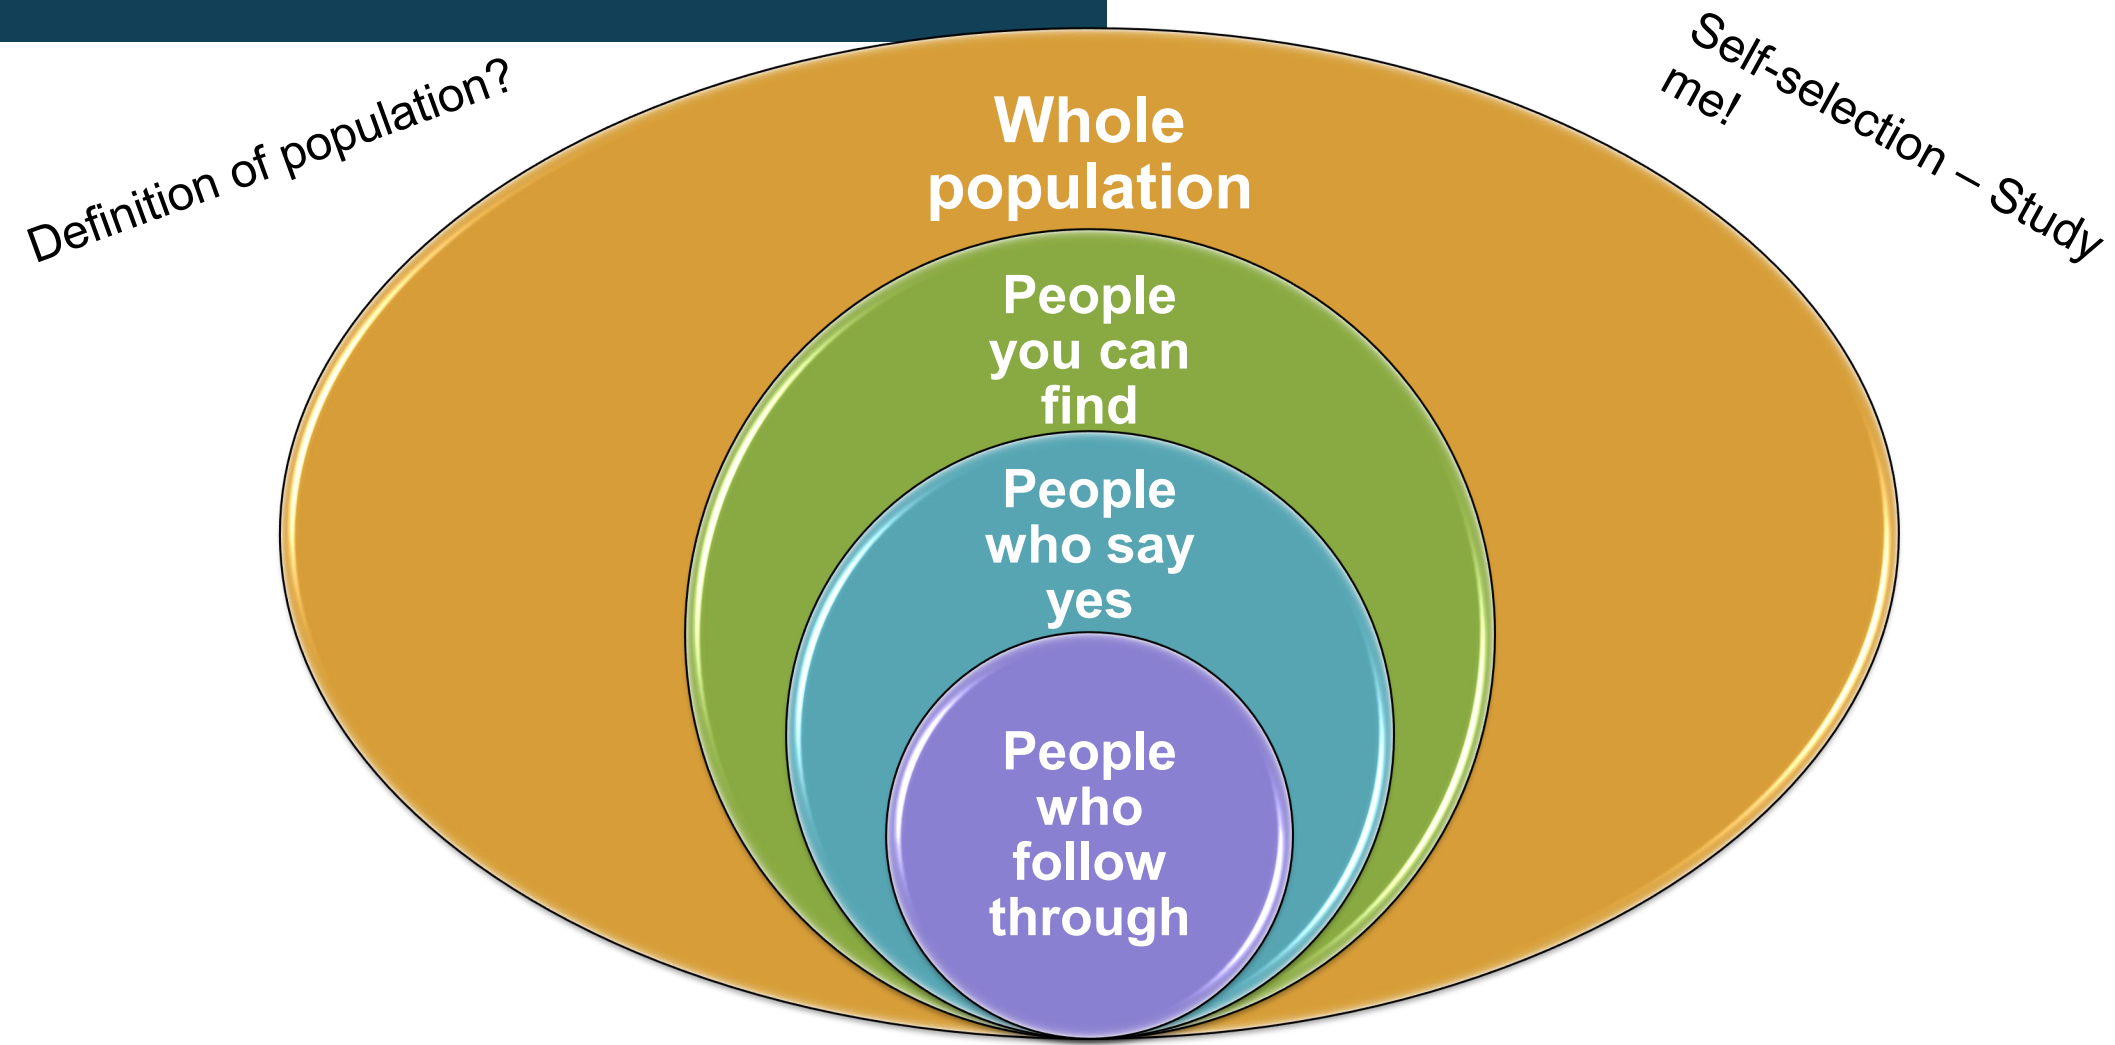 Definition of population?
Self-selection – Study
me!
Whole
population
People
you can
find
People
who say
yes
People
who
follow
through